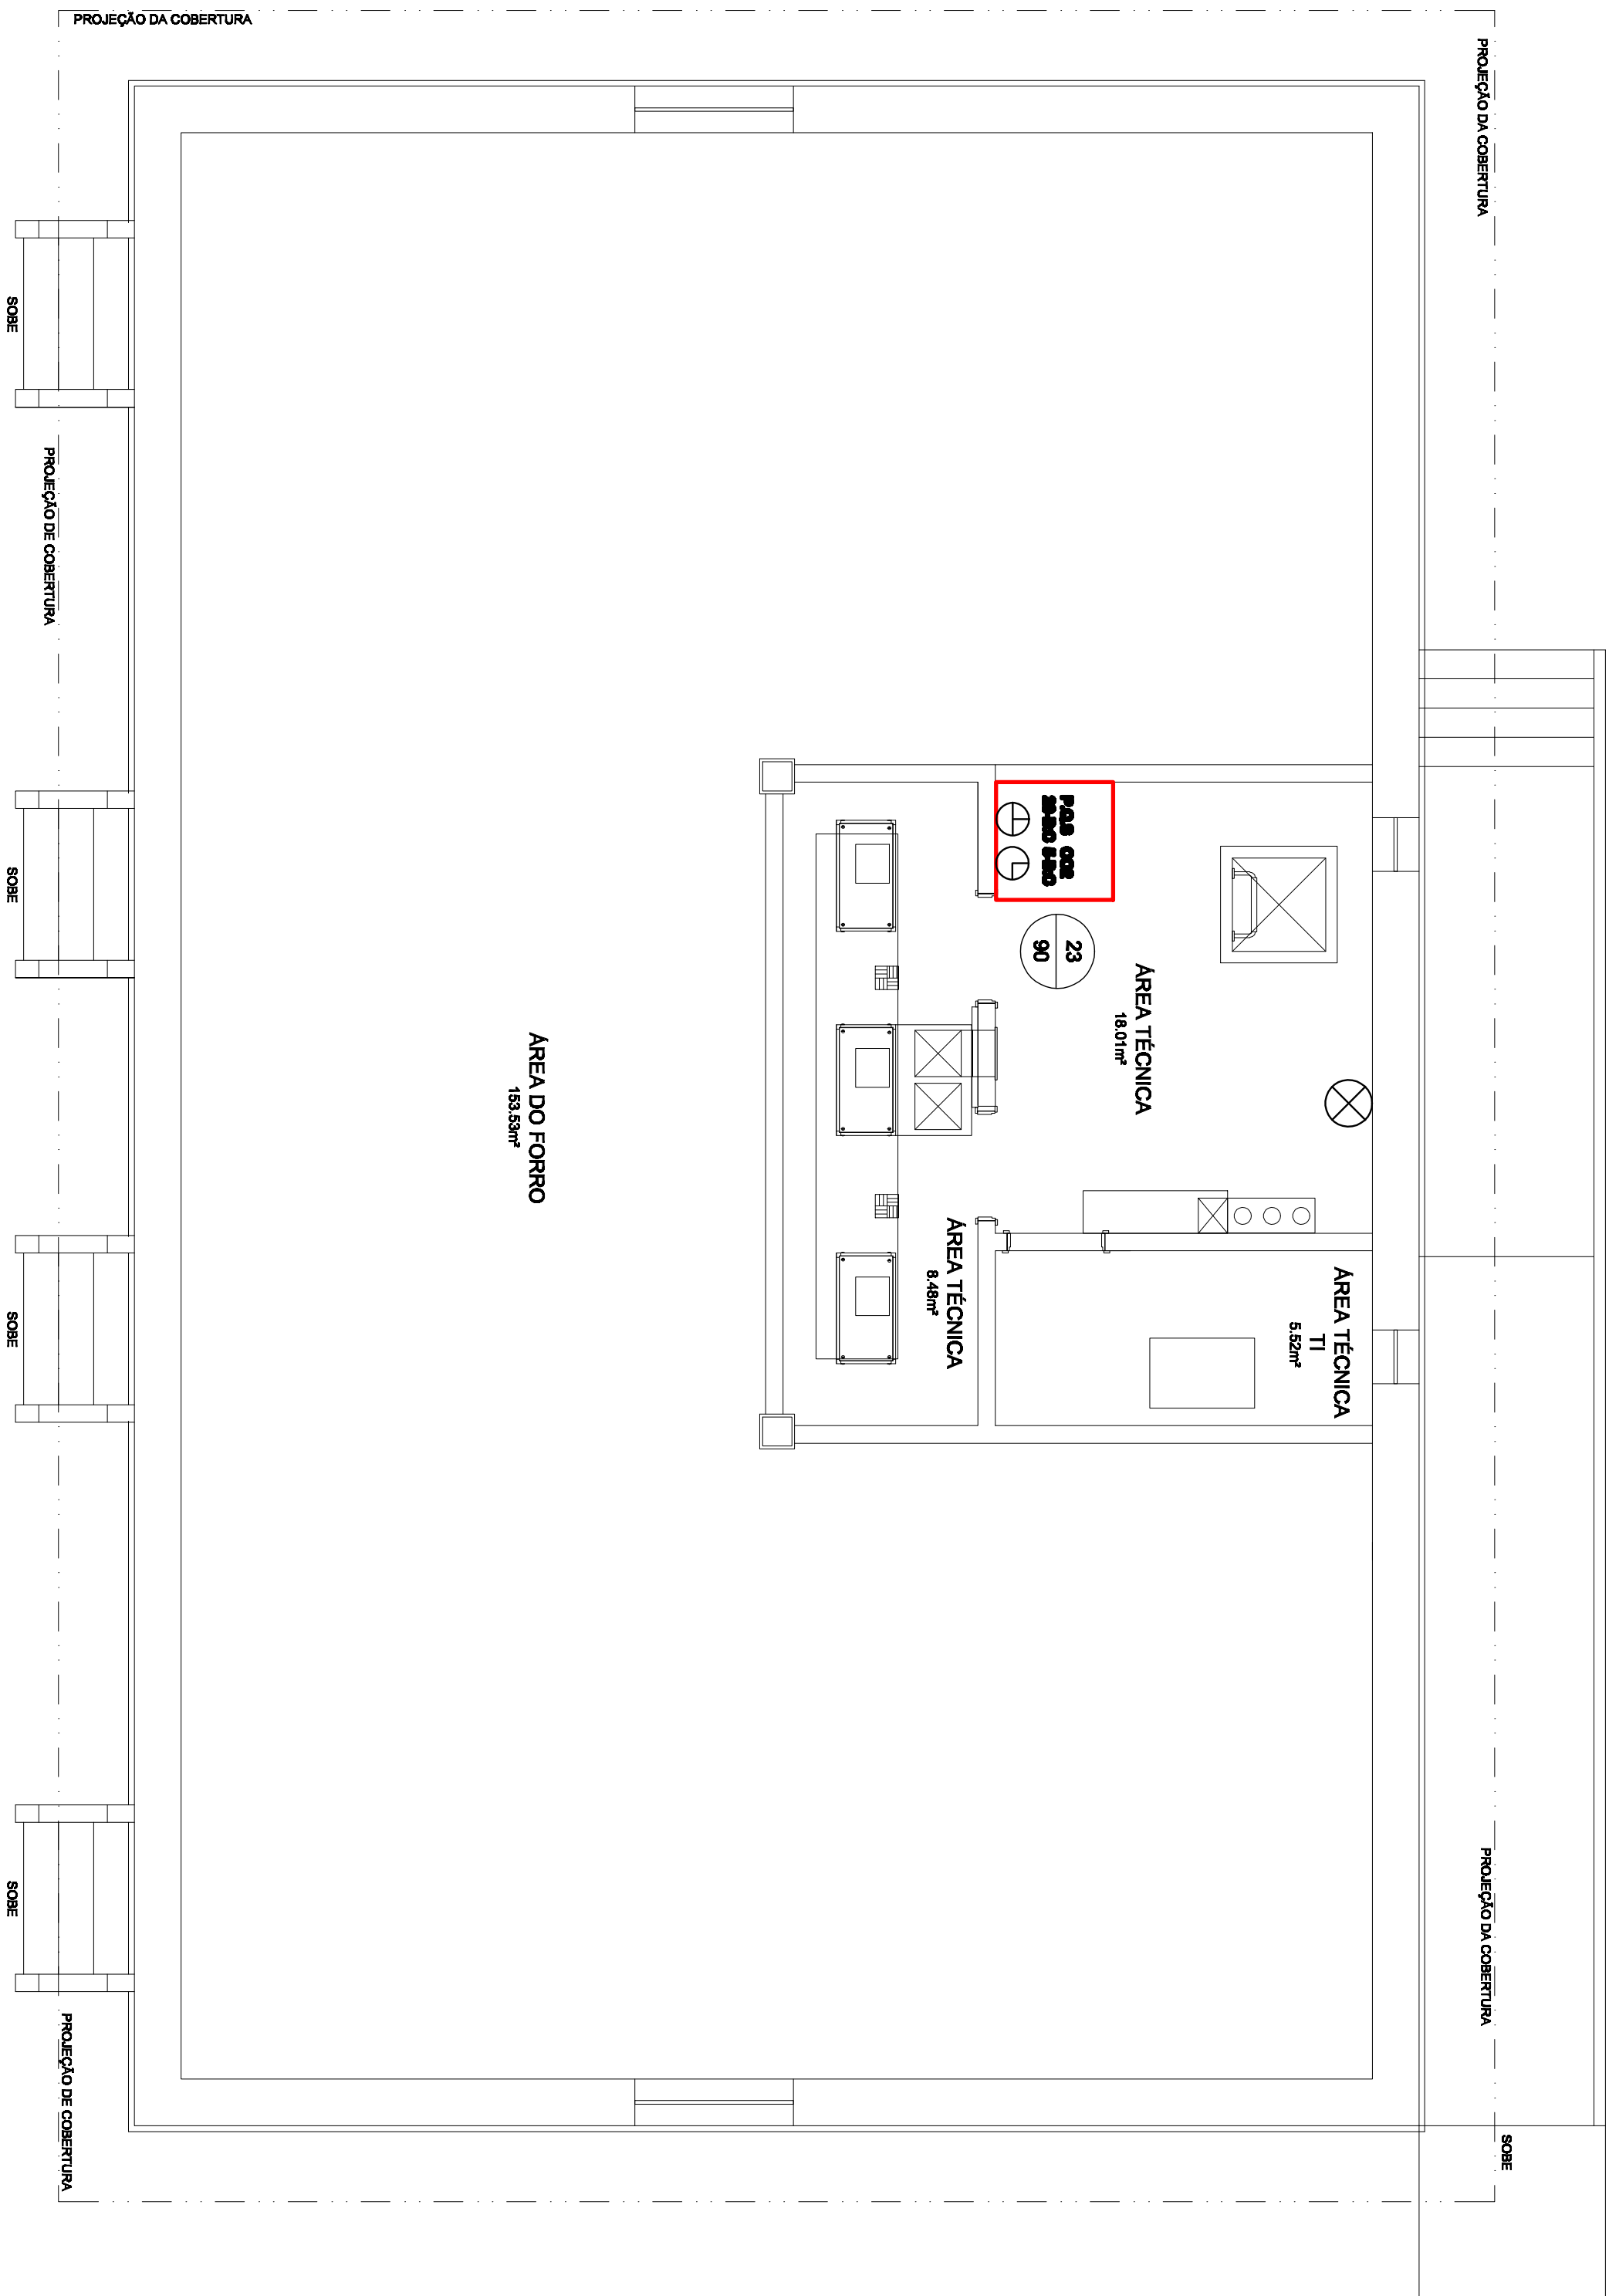 PROJEÇÃO DA COBERTURA
PROJEÇÃO DA COBERTURA
SOBE
PROJEÇÃO DE COBERTURA
P.Q.S CO2
23
90
ÁREA TÉCNICA
18.01m²
SOBE
ÁREA DO FORRO
153.53m²
ÁREA TÉCNICA
8.48m²
ÁREA TÉCNICA
TI
5.52m²
SOBE
PROJEÇÃO DA COBERTURA
SOBE
PROJEÇÃO DE COBERTURA
SOBE